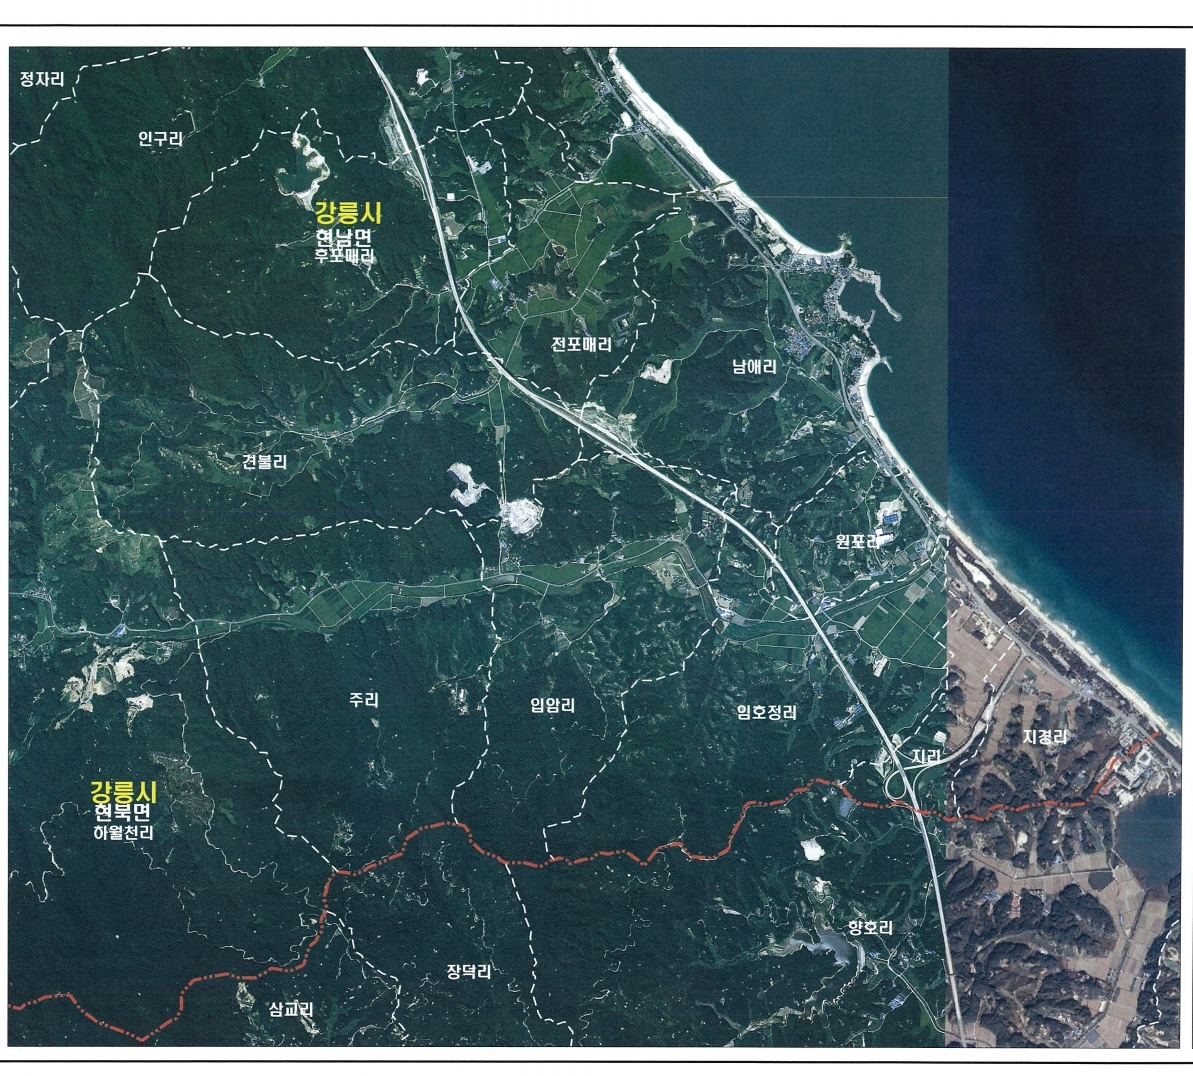 정자리
인구리
강릉시
현남면
후포매리
전포매리
남애리
견불리
원포리
주리
입암리
임호정리
지리
지경리
강릉시
현북면
하월천리
향호리
장덕리
삼교리